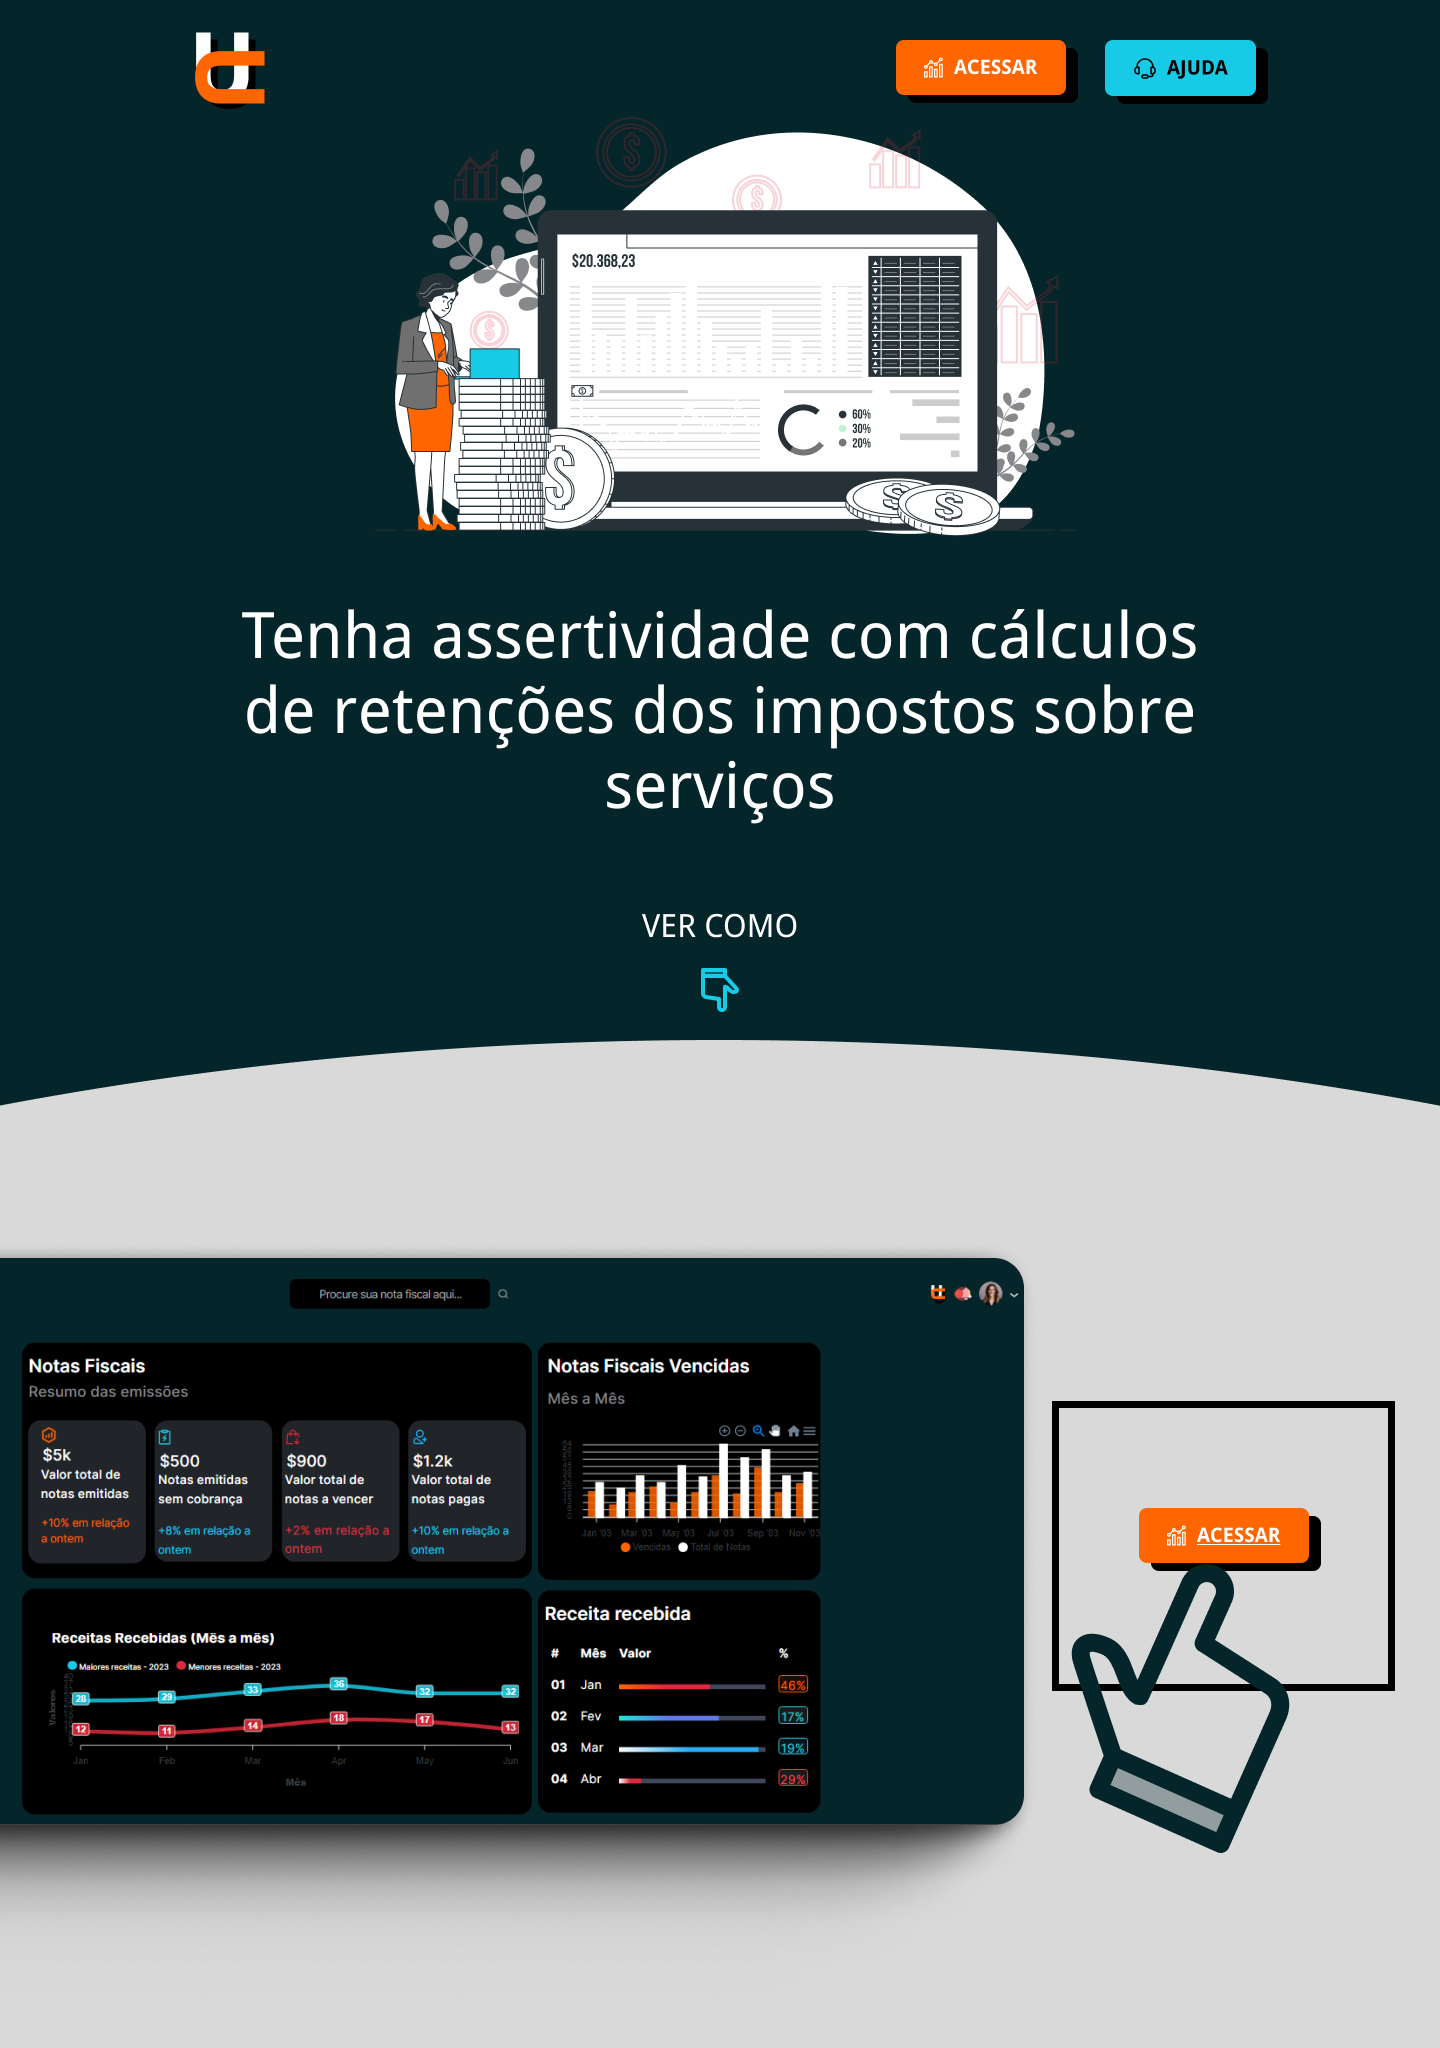 ACESSAR
AJUDA
$20.368,23
60%
30%
20%
Tenha assertividade com cálculos
de retenções dos impostos sobre
serviços
VER COMO
Procure sua nota fiscal aqui...
Notas Fiscais
Resumo das emissões
$5k
Valor total de
notas emitidas
+10% em relação
a ontem
$500
Notas emitidas
sem cobrança
+8% em relação a
ontem
$900
Valor total de
notas a vencer
+2% em relação a
ontem
$1.2k
Valor total de
notas pagas
+10% em relação a
ontem
Notas Fiscais Vencidas
Mês a Mês
Jan '03 Mar '03 May '03 Jul '03 Sep '03 Nov '03
Vencidas Total de Notas
ACESSAR
Receitas Recebidas (Mês a mês)
Maiores receitas - 2023 Menores receitas - 2023
Valores
28 29 33 36 32 32
12 11 14 18 17 13
Jan Feb Mar Apr May Jun
Mês
Receita recebida
# Mês Valor %
01 Jan 46%
02 Fev 17%
03 Mar 19%
04 Abr 29%